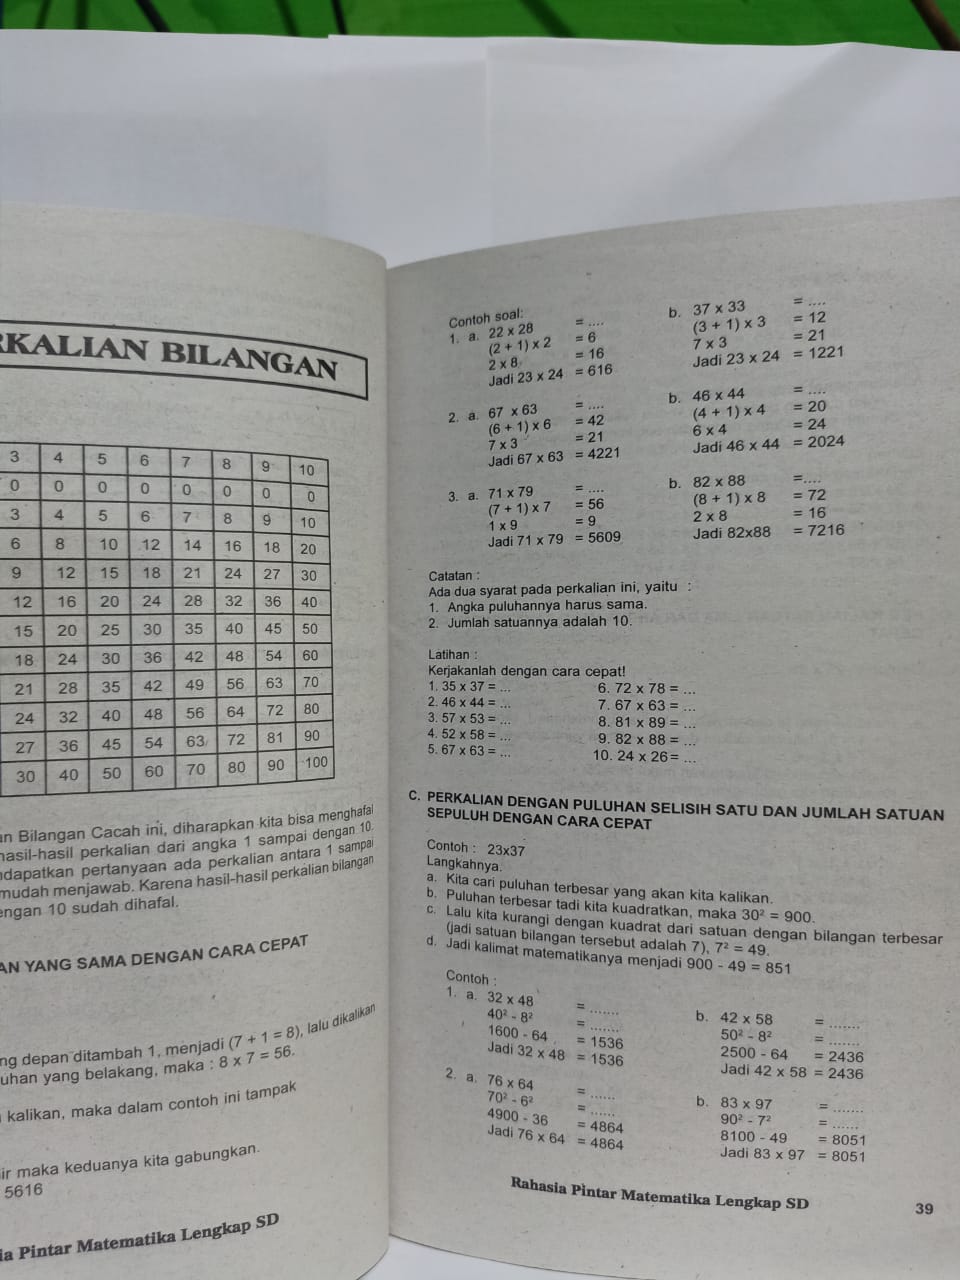 RKALIAN BILANGAN
3 4 5 6 7 8 9 10
0 0 0 0 0 0 0 0
3 4 5 6 7 8 9 10
6 8 10 12 14 16 18 20
9 12 15 18 21 24 27 30
12 16 20 24 28 32 36 40
15 20 25 30 35 40 45 50
18 24 30 36 42 48 54 60
21 28 35 42 49 56 63 70
24 32 40 48 56 64 72 80
27 36 45 54 63 72 81 90
30 40 50 60 70 80 90 100
an Bilangan Cacah ini, diharapkan kita bisa menghafal
hasil-hasil perkalian dari angka 1 sampai dengan 10.
ndapatkan pertanyaan ada perkalian antara 1 sampai
mudah menjawab. Karena hasil-hasil perkalian bilangan
engan 10 sudah dihafal.
AN YANG SAMA DENGAN CARA CEPAT
ng depan ditambah 1, menjadi (7 + 1 = 8), lalu dikalikan
uhan yang belakang, maka : 8 x 7 = 56.
kalikan, maka dalam contoh ini tampak
ir maka keduanya kita gabungkan.
5616
ia Pintar Matematika Lengkap SD
Contoh soal:
1. a. 22 x 28 = ....
(2 + 1) x 2 = 6
2 x 8 = 16
Jadi 23 x 24 = 616
b. 37 x 33 = ....
(3 + 1) x 3 = 12
7 x 3 = 21
Jadi 23 x 24 = 1221
2. a. 67 x 63 = ....
(6 + 1) x 6 = 42
7 x 3 = 21
Jadi 67 x 63 = 4221
b. 46 x 44 = ....
(4 + 1) x 4 = 20
6 x 4 = 24
Jadi 46 x 44 = 2024
3. a. 71 x 79 = ....
(7 + 1) x 7 = 56
1 x 9 = 9
Jadi 71 x 79 = 5609
b. 82 x 88 =....
(8 + 1) x 8 = 72
2 x 8 = 16
Jadi 82x88 = 7216
Catatan :
Ada dua syarat pada perkalian ini, yaitu :
1. Angka puluhannya harus sama.
2. Jumlah satuannya adalah 10.
Latihan :
Kerjakanlah dengan cara cepat!
1. 35 x 37 = ...
2. 46 x 44 = ...
3. 57 x 53 = ...
4. 52 x 58 = ...
5. 67 x 63 = ...
6. 72 x 78 = ...
7. 67 x 63 = ...
8. 81 x 89 = ...
9. 82 x 88 = ...
10. 24 x 26 = ...
C. PERKALIAN DENGAN PULUHAN SELISIH SATU DAN JUMLAH SATUAN
SEPULUH DENGAN CARA CEPAT
Contoh : 23x37
Langkahnya.
a. Kita cari puluhan terbesar yang akan kita kalikan.
b. Puluhan terbesar tadi kita kuadratkan, maka 30² = 900.
c. Lalu kita kurangi dengan kuadrat dari satuan dengan bilangan terbesar
(jadi satuan bilangan tersebut adalah 7), 7² = 49.
d. Jadi kalimat matematikanya menjadi 900 - 49 = 851
Contoh :
1. a. 32 x 48 = .......
40² - 8² = .......
1600 - 64 = 1536
Jadi 32 x 48 = 1536
b. 42 x 58 = .......
50² - 8² = .......
2500 - 64 = 2436
Jadi 42 x 58 = 2436
2. a. 76 x 64 = ......
70² - 6² = ......
4900 - 36 = 4864
Jadi 76 x 64 = 4864
b. 83 x 97 = .......
90² - 7² = ......
8100 - 49 = 8051
Jadi 83 x 97 = 8051
Rahasia Pintar Matematika Lengkap SD
39